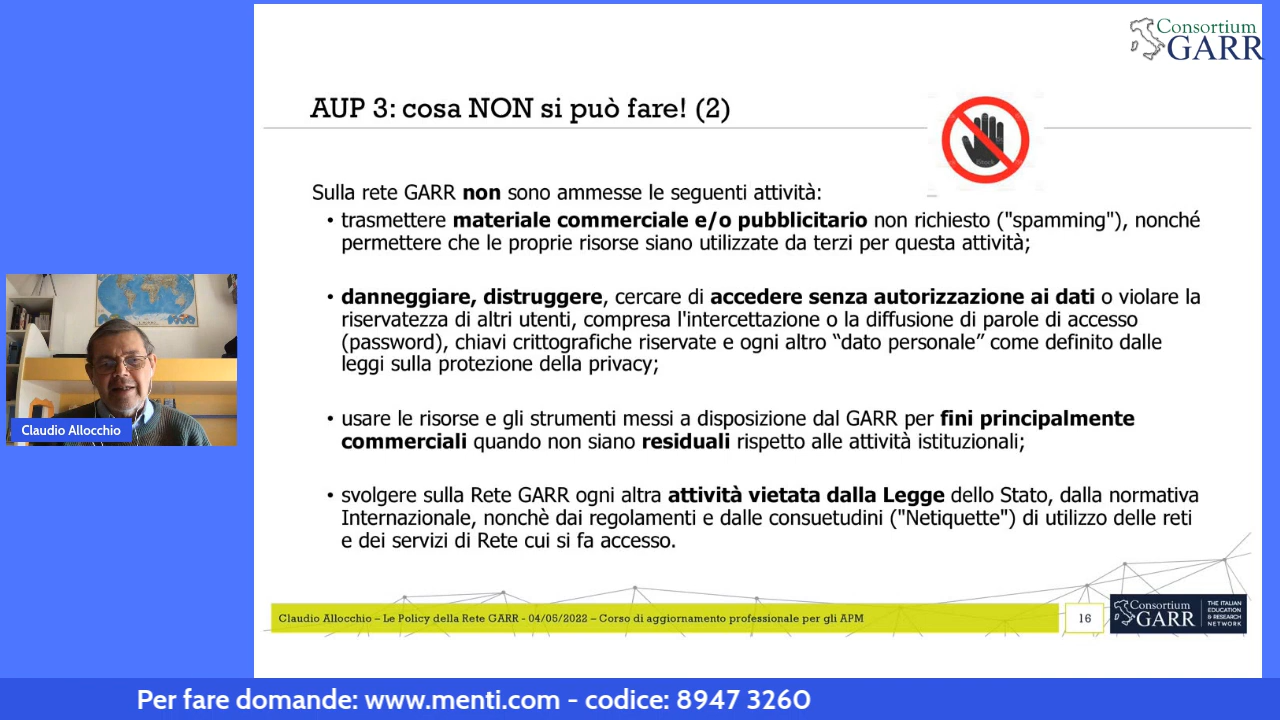 Consortium
GARR
AUP 3: cosa NON si può fare! (2)
iStock
Sulla rete GARR non sono ammesse le seguenti attività:
• trasmettere materiale commerciale e/o pubblicitario non richiesto ("spamming"), nonché
permettere che le proprie risorse siano utilizzate da terzi per questa attività;
• danneggiare, distruggere, cercare di accedere senza autorizzazione ai dati o violare la
riservatezza di altri utenti, compresa l'intercettazione o la diffusione di parole di accesso
(password), chiavi crittografiche riservate e ogni altro “dato personale” come definito dalle
leggi sulla protezione della privacy;
• usare le risorse e gli strumenti messi a disposizione dal GARR per fini principalmente
commerciali quando non siano residuali rispetto alle attività istituzionali;
• svolgere sulla Rete GARR ogni altra attività vietata dalla Legge dello Stato, dalla normativa
Internazionale, nonchè dai regolamenti e dalle consuetudini ("Netiquette") di utilizzo delle reti
e dei servizi di Rete cui si fa accesso.
Claudio Allocchio
Claudio Allocchio – Le Policy della Rete GARR - 04/05/2022 – Corso di aggiornamento professionale per gli APM
16
Consortium
GARR
THE ITALIAN
EDUCATION
& RESEARCH
NETWORK
Per fare domande: www.menti.com - codice: 8947 3260